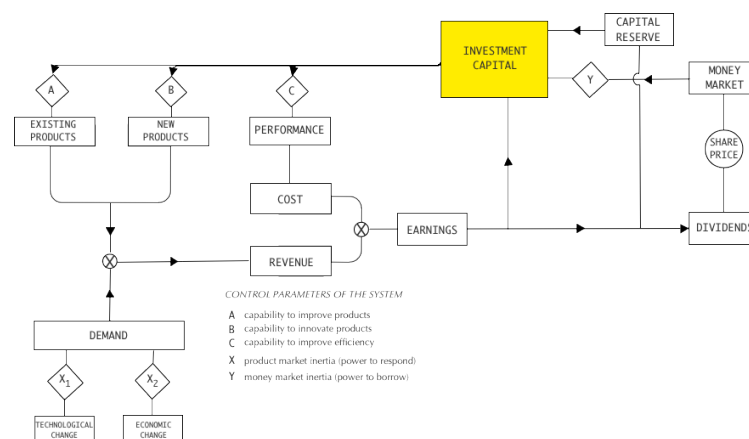 CAPITAL
RESERVE
INVESTMENT
CAPITAL
MONEY
MARKET
Y
A
B
C
EXISTING
PRODUCTS
NEW
PRODUCTS
PERFORMANCE
SHARE
PRICE
COST
X
EARNINGS
DIVIDENDS
X
REVENUE
CONTROL PARAMETERS OF THE SYSTEM
A capability to improve products
B capability to innovate products
C capability to improve efficiency
X product market inertia (power to respond)
Y money market inertia (power to borrow)
DEMAND
X1
X2
TECHNOLOGICAL
CHANGE
ECONOMIC
CHANGE